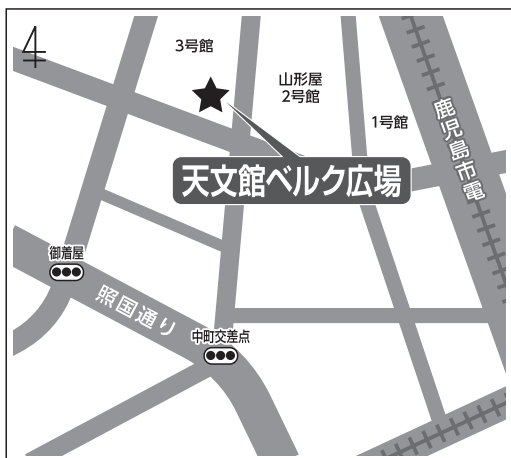 3号館
山形屋
2号館
1号館
鹿児島市電
天文館ベルク広場
御着屋
照国通り
中町交差点